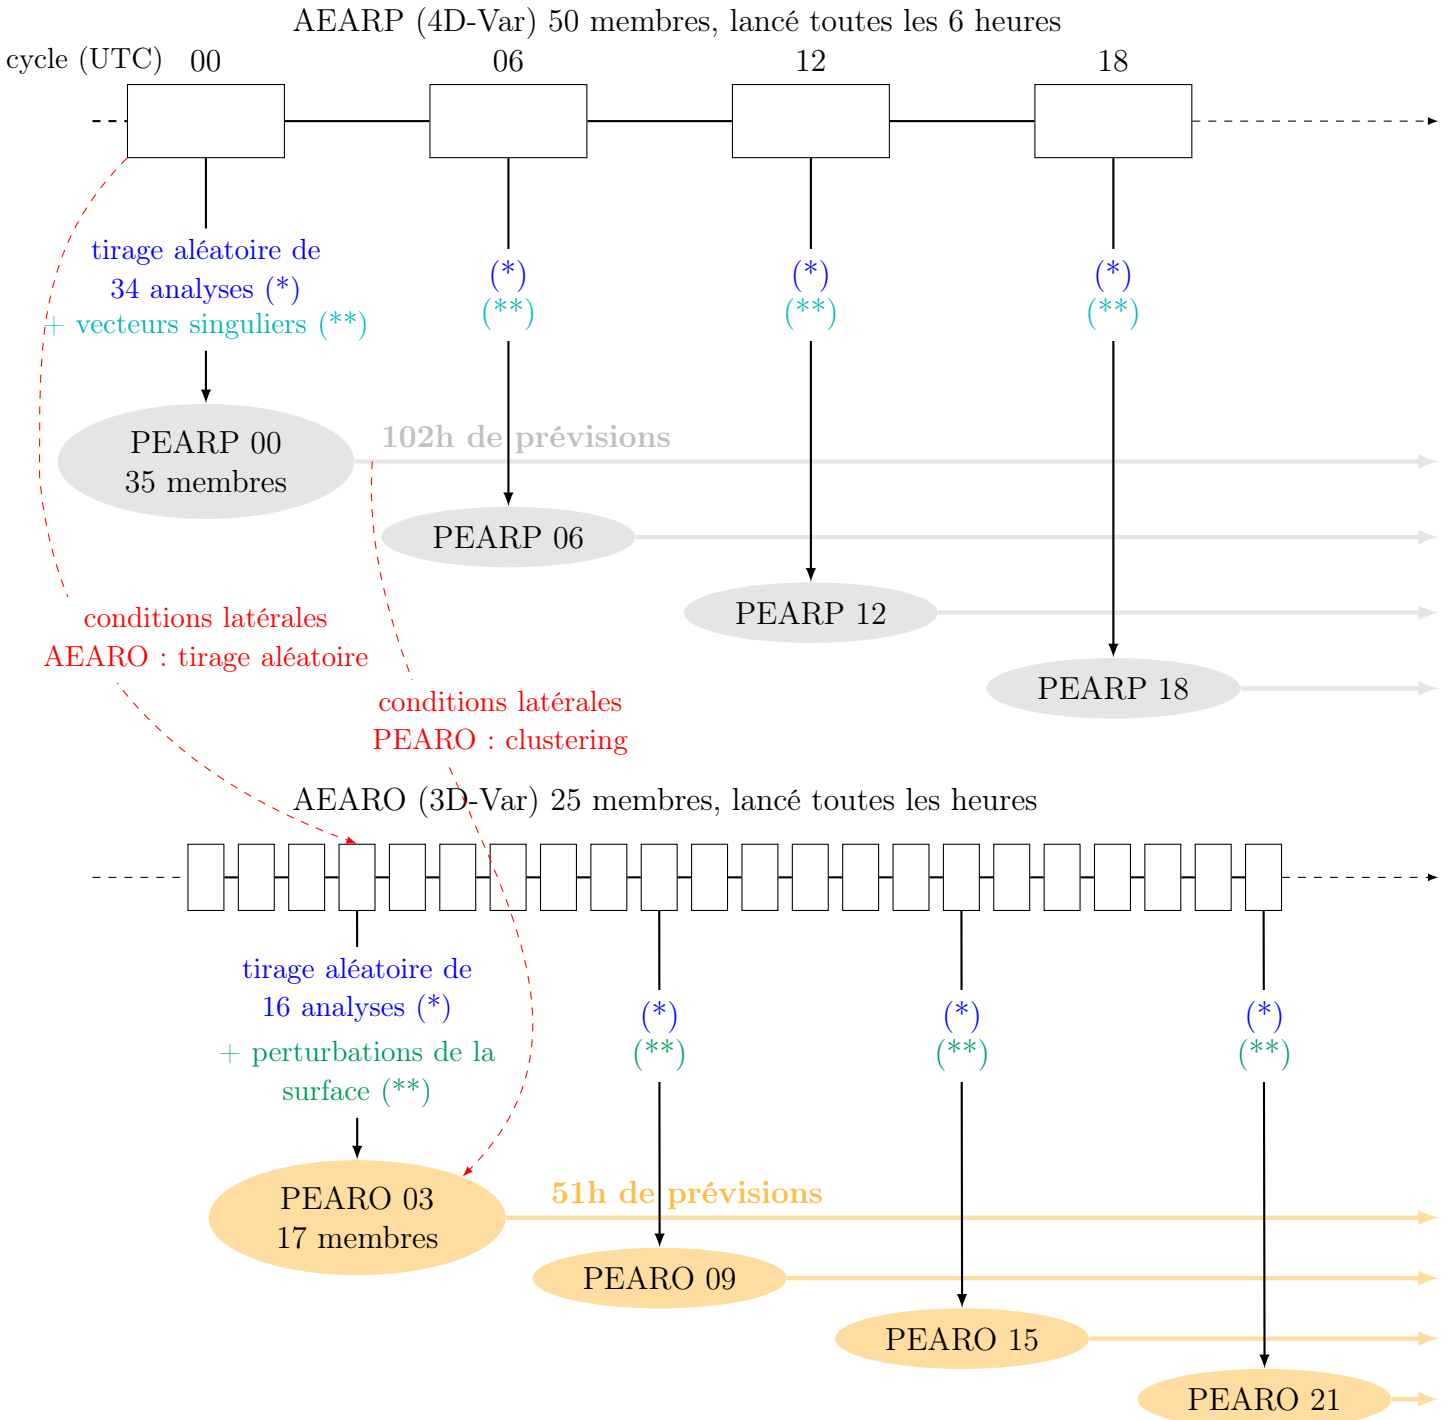 AEARP (4D-Var) 50 membres, lancé toutes les 6 heures
cycle (UTC) 00 06 12 18
tirage aléatoire de
34 analyses (*)
+ vecteurs singuliers (**)
(*)
(**)
(*)
(**)
(*)
(**)
PEARP 00
35 membres
102h de prévisions
PEARP 06
PEARP 12
PEARP 18
conditions latérales
AEARO : tirage aléatoire
conditions latérales
PEARO : clustering
AEARO (3D-Var) 25 membres, lancé toutes les heures
tirage aléatoire de
16 analyses (*)
+ perturbations de la
surface (**)
(*)
(**)
(*)
(**)
(*)
(**)
PEARO 03
17 membres
51h de prévisions
PEARO 09
PEARO 15
PEARO 21